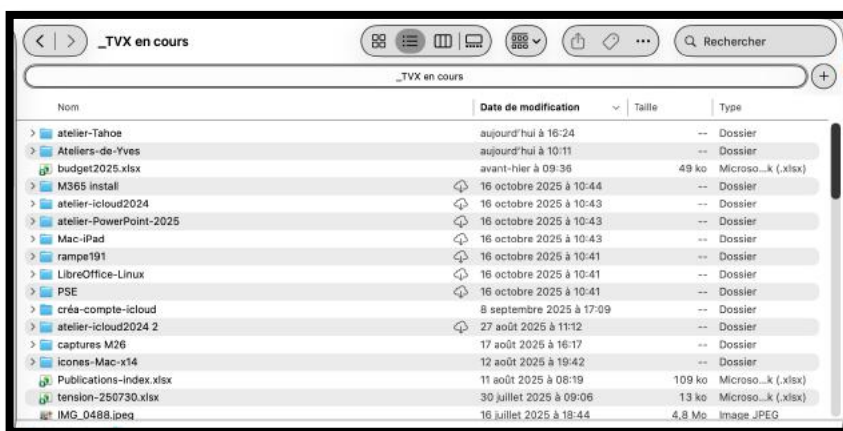 _TVX en cours
Rechercher
_TVX en cours
Nom Date de modification Taille Type
atelier-Tahoe aujourd'hui à 16:24 -- Dossier
Ateliers-de-Yves aujourd'hui à 10:11 -- Dossier
budget2025.xlsx avant-hier à 09:36 49 ko Microso...k (.xlsx)
M365 install 16 octobre 2025 à 10:44 -- Dossier
atelier-icloud2024 16 octobre 2025 à 10:43 -- Dossier
atelier-PowerPoint-2025 16 octobre 2025 à 10:43 -- Dossier
Mac-iPad 16 octobre 2025 à 10:43 -- Dossier
rampe191 16 octobre 2025 à 10:41 -- Dossier
LibreOffice-Linux 16 octobre 2025 à 10:41 -- Dossier
PSE 16 octobre 2025 à 10:41 -- Dossier
créa-compte-icloud 8 septembre 2025 à 17:09 -- Dossier
atelier-icloud2024 2 27 août 2025 à 11:12 -- Dossier
captures M26 17 août 2025 à 16:17 -- Dossier
icones-Mac-x14 12 août 2025 à 19:42 -- Dossier
Publications-index.xlsx 11 août 2025 à 08:19 109 ko Microso...k (.xlsx)
tension-250730.xlsx 30 juillet 2025 à 09:06 13 ko Microso...k (.xlsx)
IMG_0488.jpeg 16 juillet 2025 à 18:44 4,8 Mo Image JPEG